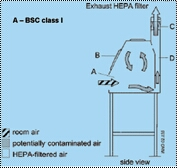 Exhaust HEPA filter
A – BSC class I
C
B
D
A
room air
potentially contaminated air
HEPA-filtered air
side view